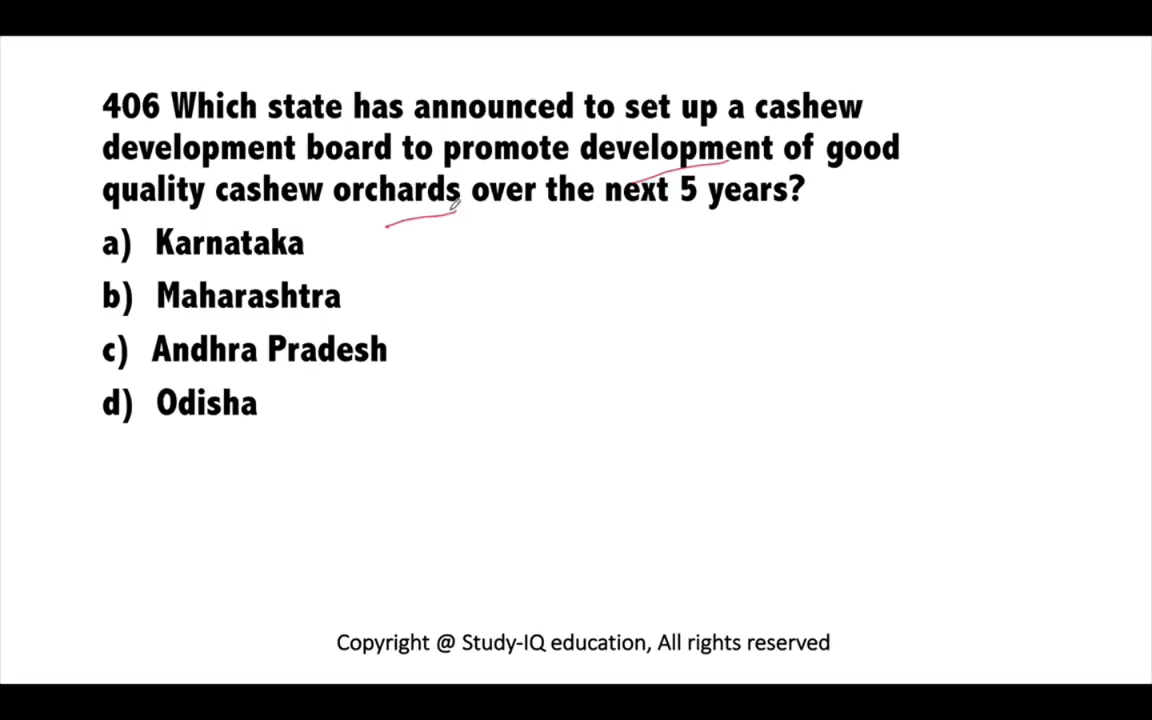 406 Which state has announced to set up a cashew
development board to promote development of good
quality cashew orchards over the next 5 years?
a) Karnataka
b) Maharashtra
c) Andhra Pradesh
d) Odisha
Copyright @ Study-IQ education, All rights reserved